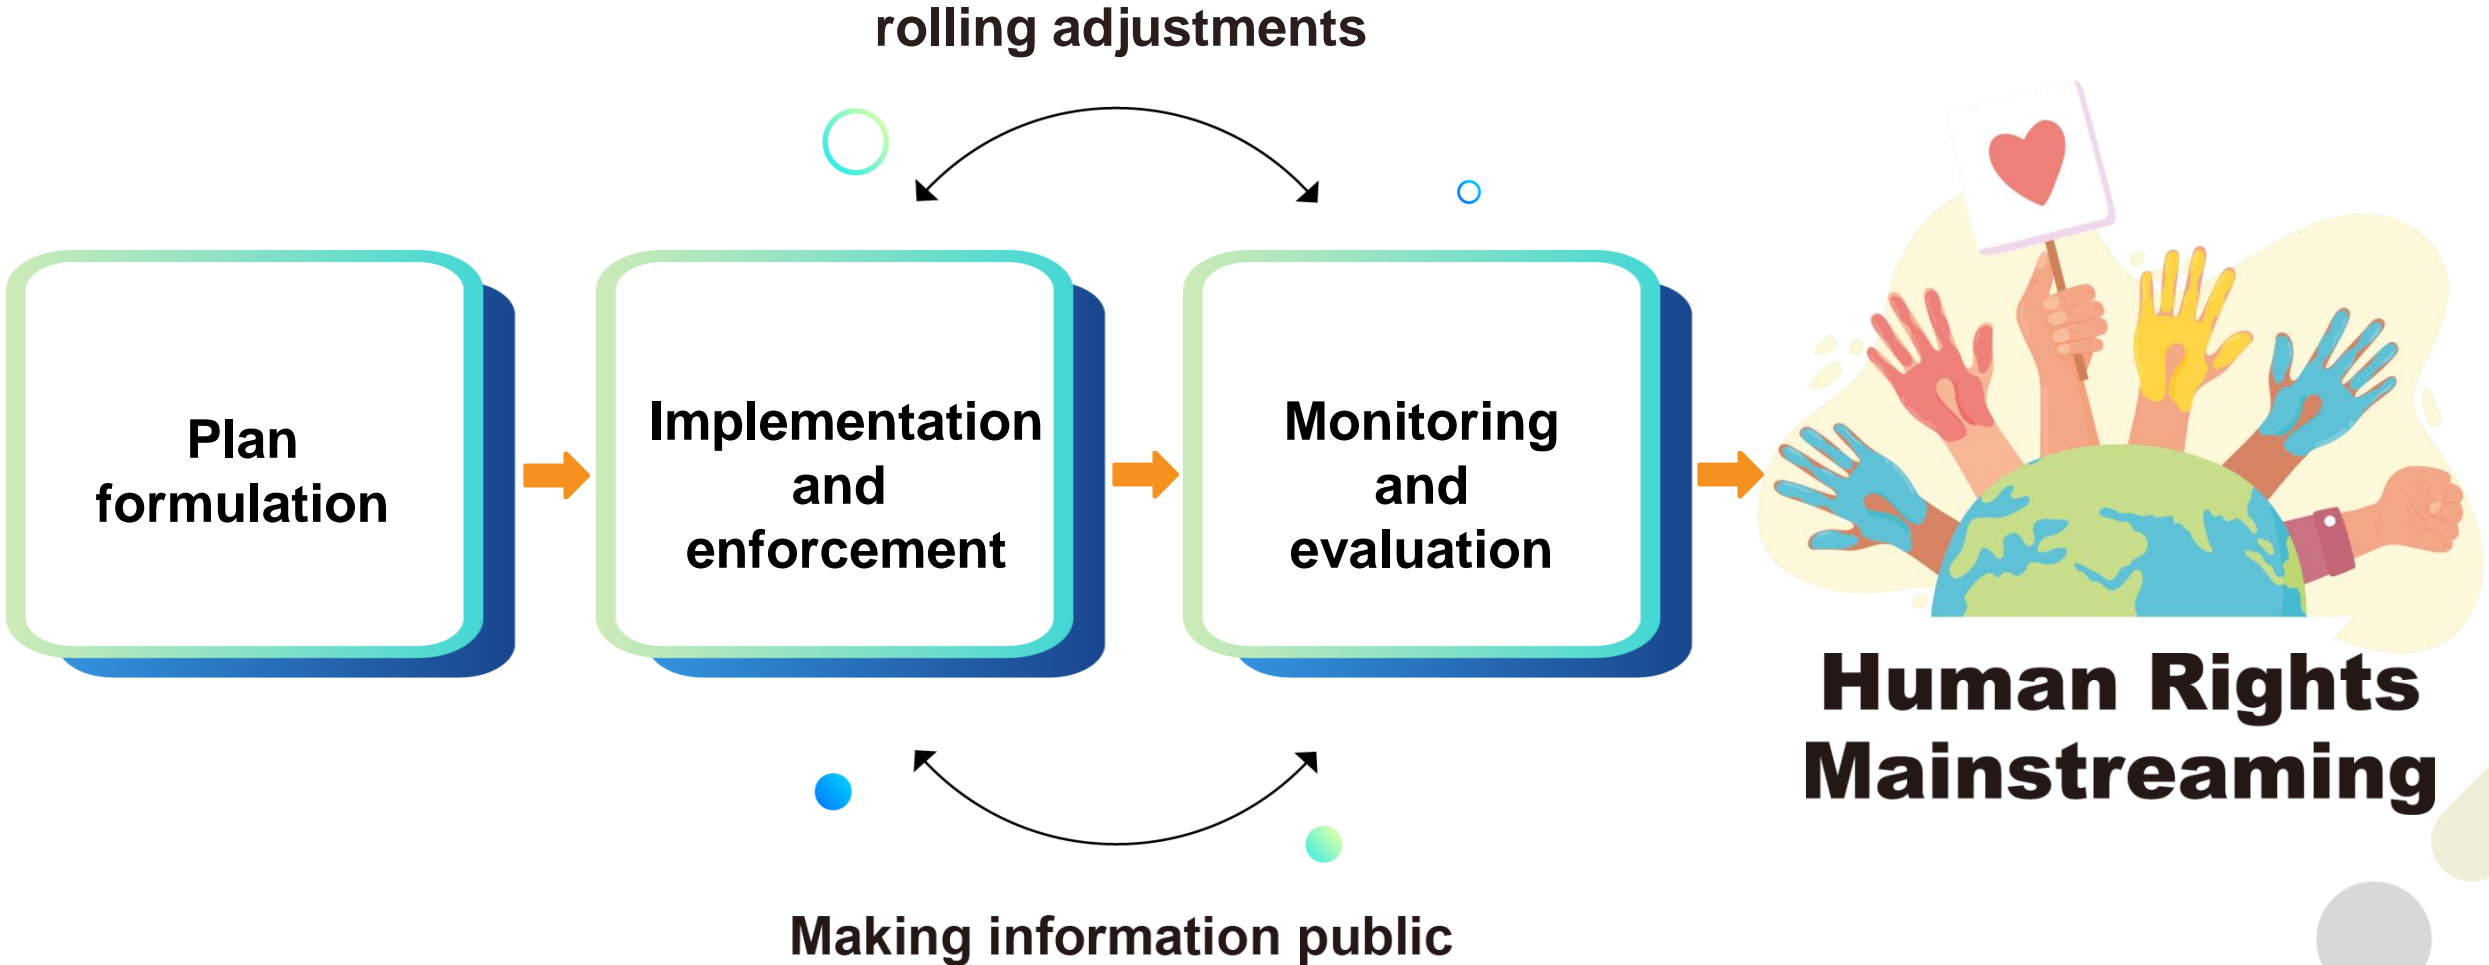 rolling adjustments
Plan
formulation
Implementation
and
enforcement
Monitoring
and
evaluation
Human Rights
Mainstreaming
Making information public